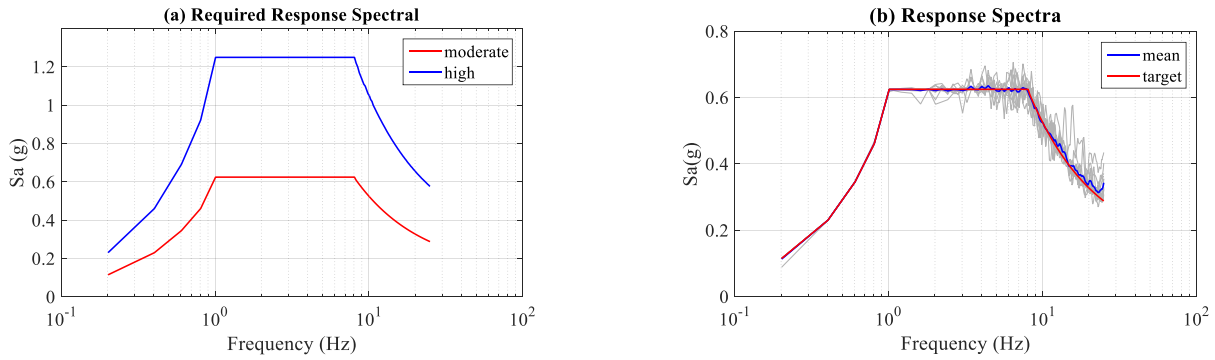 (a) Required Response Spectral
moderate
high
1.2
1
0.8
0.6
0.4
0.2
0
Sa (g)
10^-1
10^0
10^1
10^2
Frequency (Hz)
(b) Response Spectra
mean
target
0.8
0.6
0.4
0.2
0
Sa(g)
10^-1
10^0
10^1
10^2
Frequency (Hz)